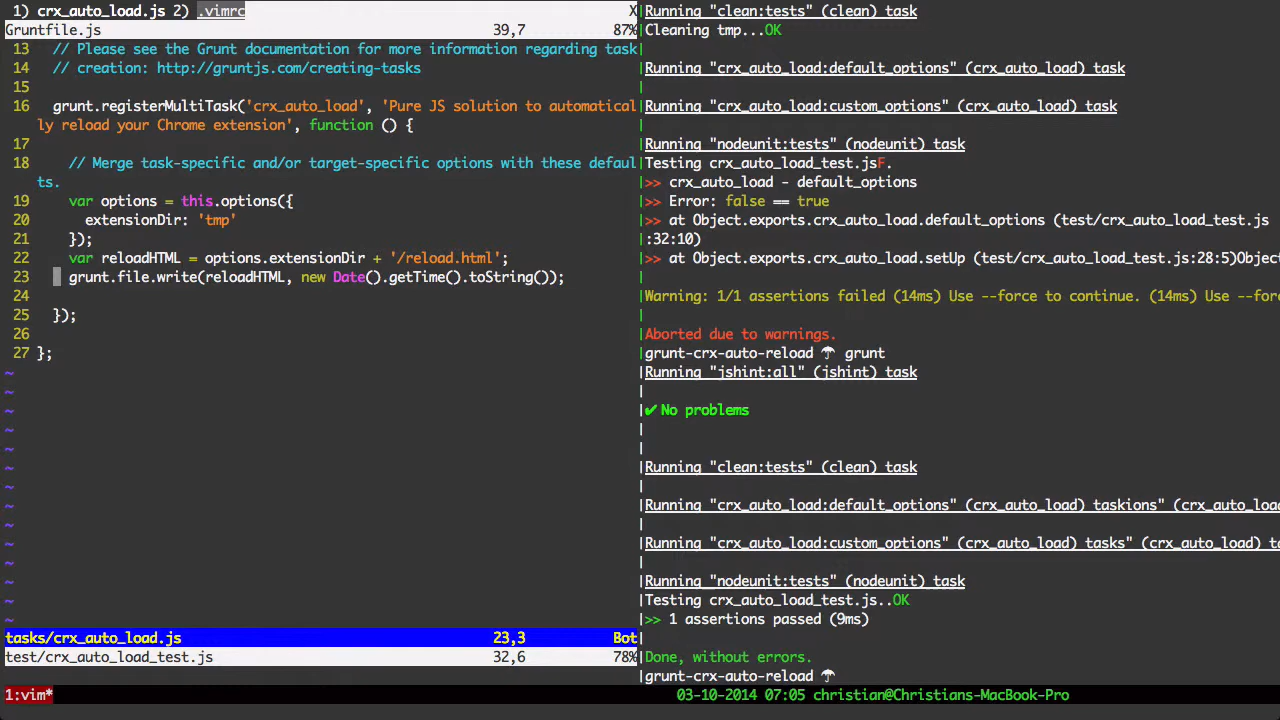 1) crx_auto_load.js 2) .vimrc X
Gruntfile.js 39,7 87%
13 // Please see the Grunt documentation for more information regarding task
14 // creation: http://gruntjs.com/creating-tasks
15
16 grunt.registerMultiTask('crx_auto_load', 'Pure JS solution to automatical
ly reload your Chrome extension', function () {
17
18 // Merge task-specific and/or target-specific options with these defaul
ts.
19 var options = this.options({
20 extensionDir: 'tmp'
21 });
22 var reloadHTML = options.extensionDir + '/reload.html';
23 grunt.file.write(reloadHTML, new Date().getTime().toString());
24
25 });
26
27 };
~
~
~
~
~
~
~
~
~
~
~
~
~
~
tasks/crx_auto_load.js 23,3 Bot
test/crx_auto_load_test.js 32,6 78%
Running "clean:tests" (clean) task
Cleaning tmp...OK
Running "crx_auto_load:default_options" (crx_auto_load) task
Running "crx_auto_load:custom_options" (crx_auto_load) task
Running "nodeunit:tests" (nodeunit) task
Testing crx_auto_load_test.jsF.
>> crx_auto_load - default_options
>> Error: false == true
>> at Object.exports.crx_auto_load.default_options (test/crx_auto_load_test.js
:32:10)
>> at Object.exports.crx_auto_load.setUp (test/crx_auto_load_test.js:28:5)Objec
Warning: 1/1 assertions failed (14ms) Use --force to continue. (14ms) Use --for
Aborted due to warnings.
grunt-crx-auto-reload ☂ grunt
Running "jshint:all" (jshint) task
✔ No problems
Running "clean:tests" (clean) task
Running "crx_auto_load:default_options" (crx_auto_load) taskions" (crx_auto_loa
Running "crx_auto_load:custom_options" (crx_auto_load) tasks" (crx_auto_load) ta
Running "nodeunit:tests" (nodeunit) task
Testing crx_auto_load_test.js..OK
>> 1 assertions passed (9ms)
Done, without errors.
grunt-crx-auto-reload ☂
1:vim* 03-10-2014 07:05 christian@Christians-MacBook-Pro